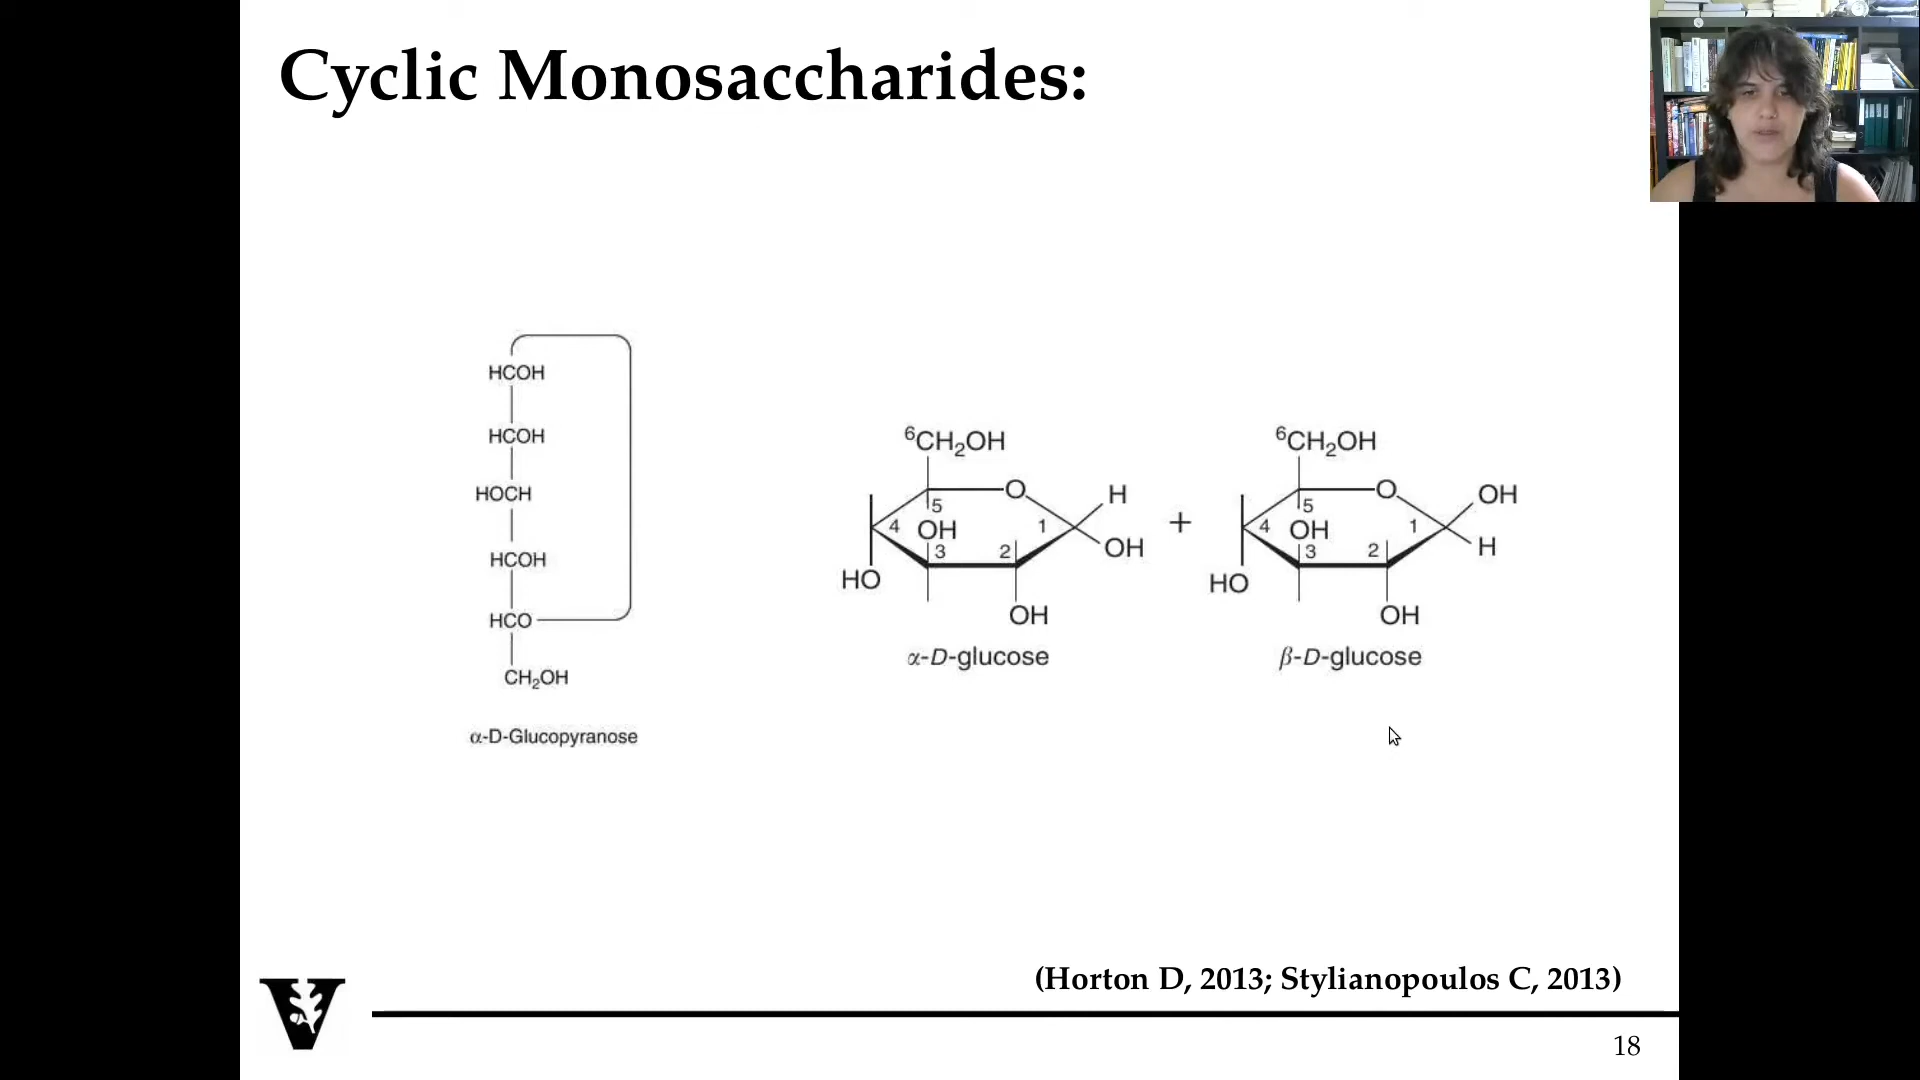 Cyclic Monosaccharides:
HCOH
HCOH
HOCH
HCOH
HCO
CH₂OH
α-D-Glucopyranose
⁶CH₂OH
O
H
5
4
OH
1
OH
3
2
HO
OH
α-D-glucose
+
⁶CH₂OH
O
OH
5
4
OH
1
H
3
2
HO
OH
β-D-glucose
(Horton D, 2013; Stylianopoulos C, 2013)
V
18